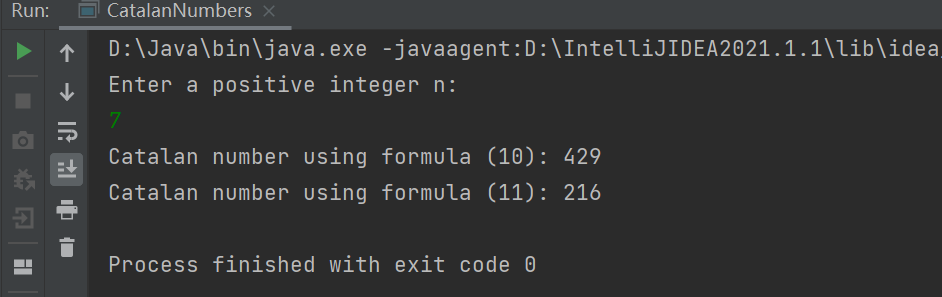 Run: CatalanNumbers
D:\Java\bin\java.exe -javaagent:D:\IntelliJIDEA2021.1.1\lib\idea
Enter a positive integer n:
7
Catalan number using formula (10): 429
Catalan number using formula (11): 216
Process finished with exit code 0